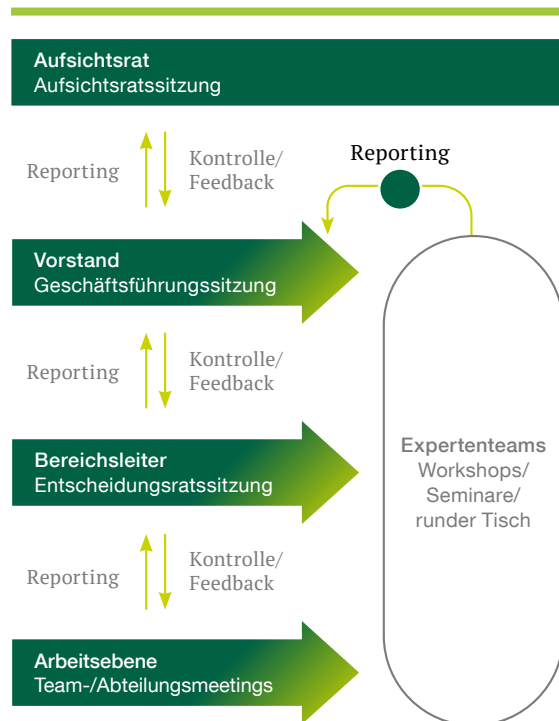 Aufsichtsrat
Aufsichtsratssitzung
Reporting
Kontrolle/
Feedback
Reporting
Vorstand
Geschäftsführungssitzung
Reporting
Kontrolle/
Feedback
Bereichsleiter
Entscheidungsratssitzung
Expertenteams
Workshops/
Seminare/
runder Tisch
Reporting
Kontrolle/
Feedback
Arbeitsebene
Team-/Abteilungsmeetings